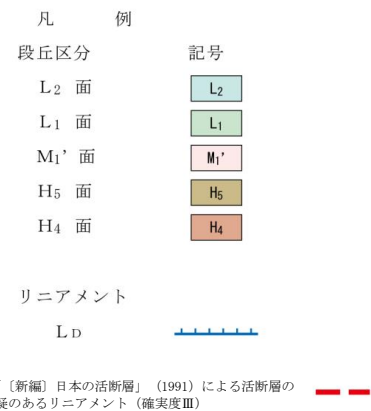 凡 例
段丘区分 記号
L2 面 L2
L1 面 L1
M1’ 面 M1’
H5 面 H5
H4 面 H4
リニアメント
LD
「〔新編〕日本の活断層」（1991）による活断層の
疑のあるリニアメント（確実度Ⅲ）